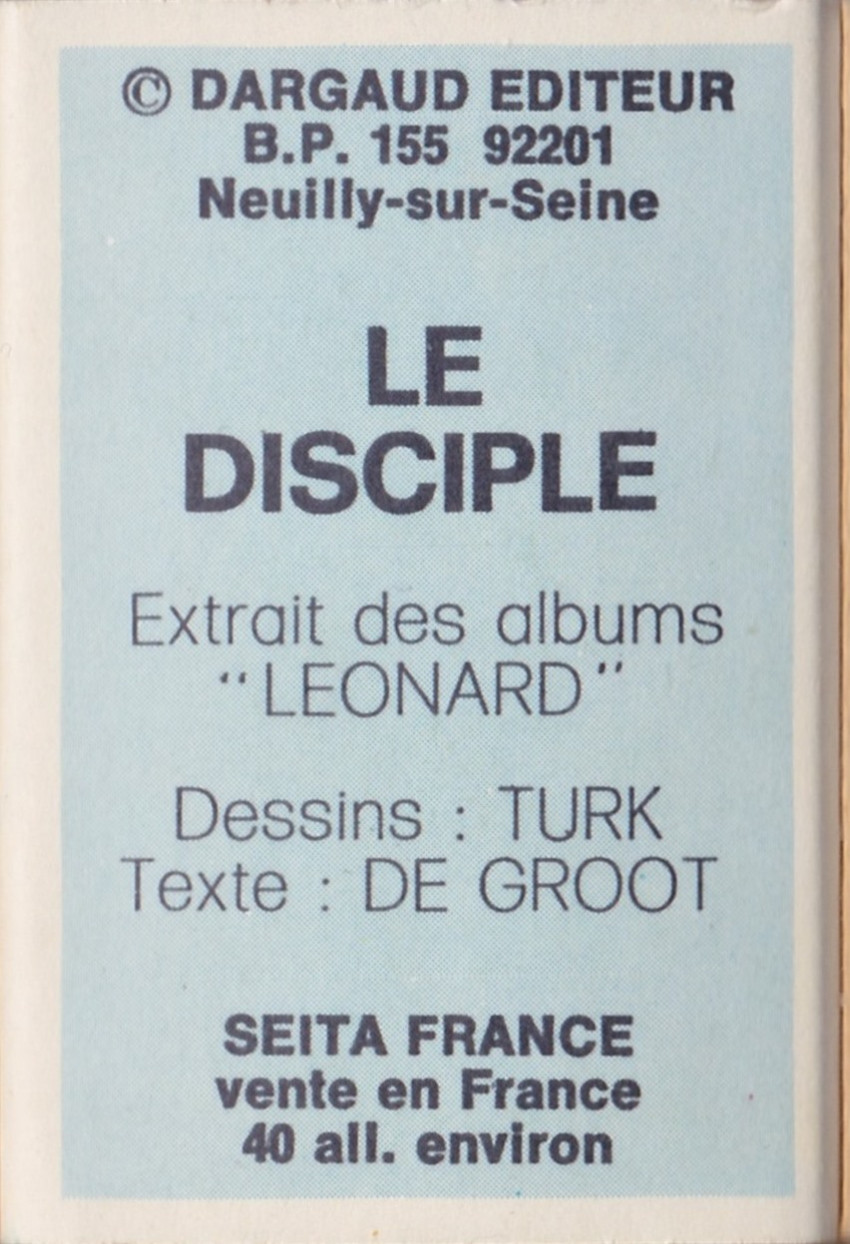 © DARGAUD EDITEUR
B.P. 155 92201
Neuilly-sur-Seine
LE
DISCIPLE
Extrait des albums
“LEONARD”
Dessins : TURK
Texte : DE GROOT
SEITA FRANCE
vente en France
40 all. environ